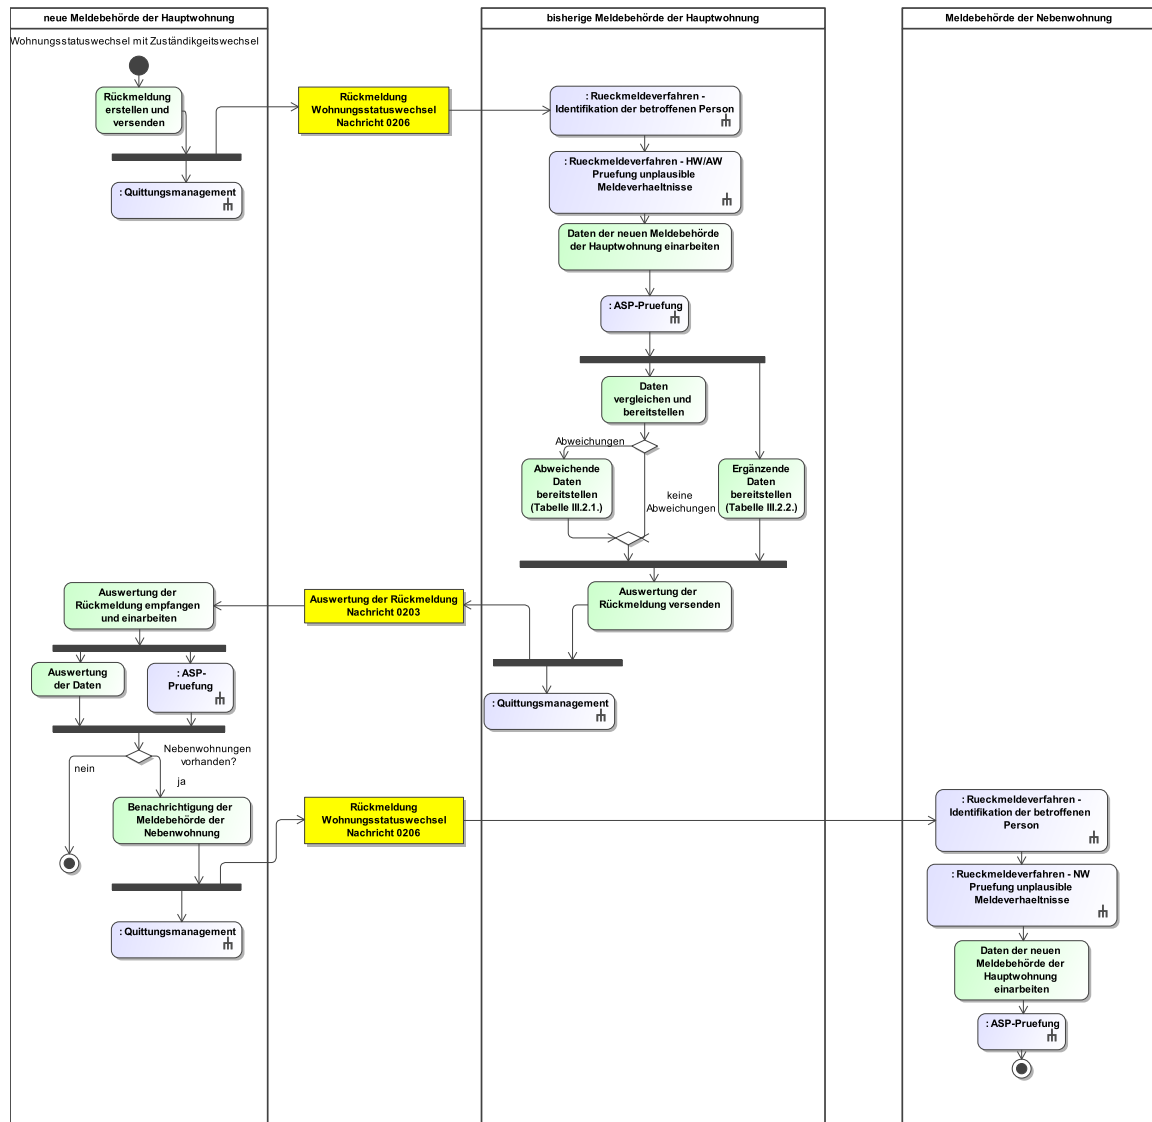 neue Meldebehörde der Hauptwohnung
bisherige Meldebehörde der Hauptwohnung
Meldebehörde der Nebenwohnung
Wohnungsstatuswechsel mit Zuständikgeitswechsel
Rückmeldung
erstellen und
versenden
: Quittungsmanagement
Rückmeldung
Wohnungsstatuswechsel
Nachricht 0206
: Rueckmeldeverfahren -
Identifikation der betroffenen Person
: Rueckmeldeverfahren - HW/AW
Pruefung unplausible
Meldeverhaeltnisse
Daten der neuen Meldebehörde
der Hauptwohnung einarbeiten
: ASP-Pruefung
Daten
vergleichen und
bereitstellen
Abweichungen
Abweichende
Daten
bereitstellen
(Tabelle III.2.1.)
keine
Abweichungen
Ergänzende
Daten
bereitstellen
(Tabelle III.2.2.)
Auswertung der
Rückmeldung versenden
: Quittungsmanagement
Auswertung der Rückmeldung
Nachricht 0203
Auswertung der
Rückmeldung empfangen
und einarbeiten
Auswertung
der Daten
: ASP-
Pruefung
Nebenwohnungen
vorhanden?
nein
ja
Benachrichtigung der
Meldebehörde der
Nebenwohnung
: Quittungsmanagement
Rückmeldung
Wohnungsstatuswechsel
Nachricht 0206
: Rueckmeldeverfahren -
Identifikation der betroffenen
Person
: Rueckmeldeverfahren - NW
Pruefung unplausible
Meldeverhaeltnisse
Daten der neuen
Meldebehörde der
Hauptwohnung
einarbeiten
: ASP-Pruefung